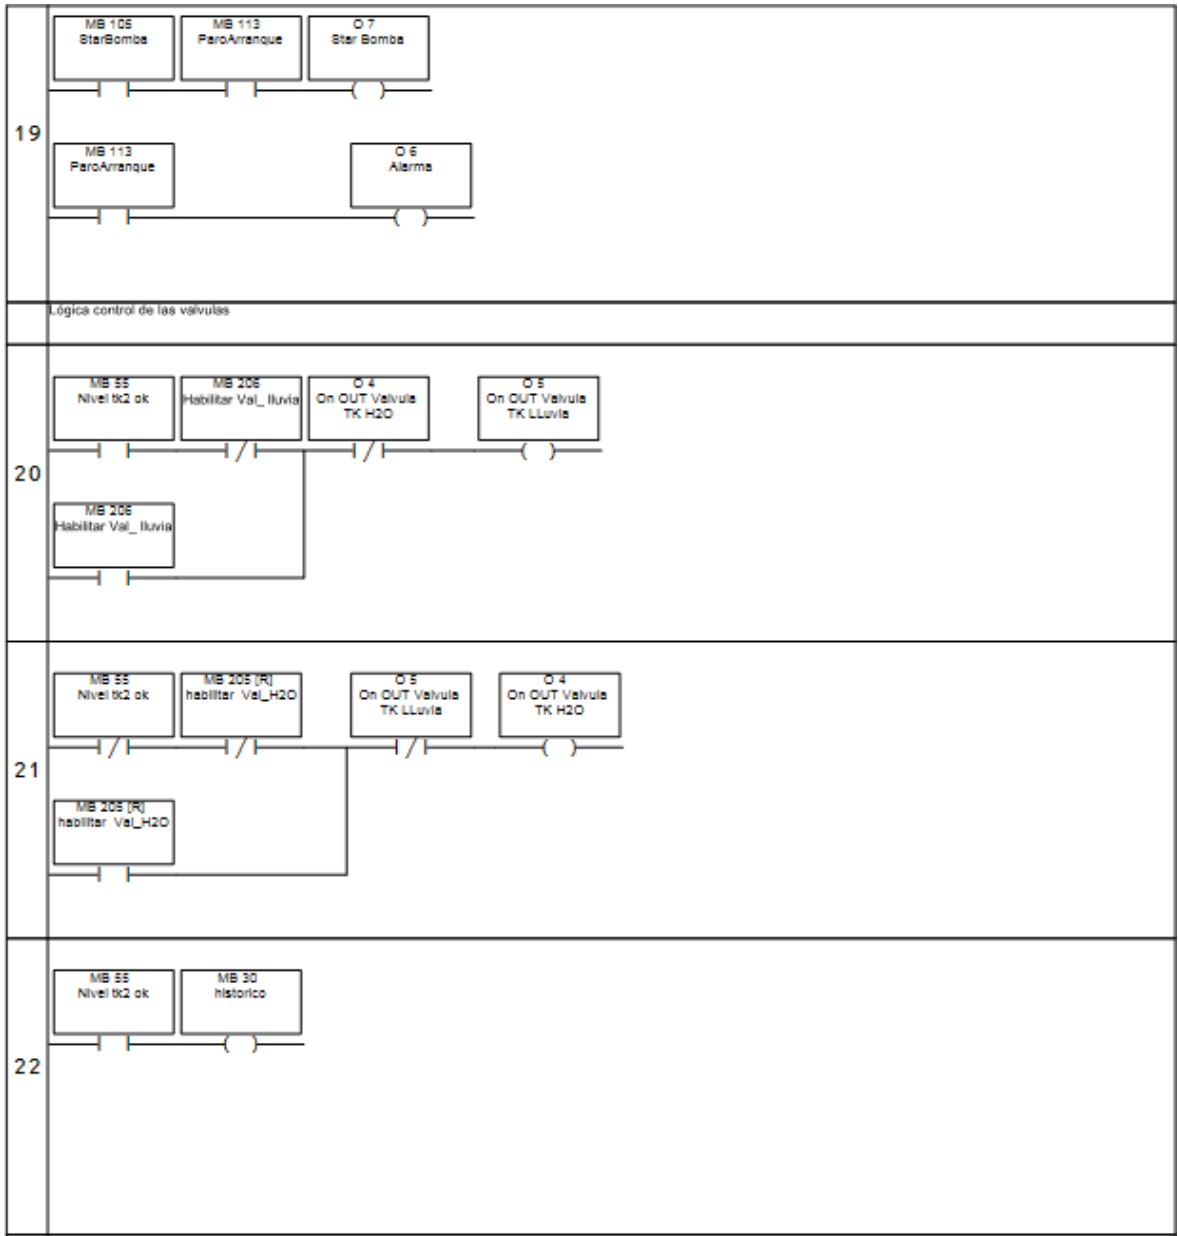 MB 105
StarBomba
MB 113
ParoArranque
O 7
Star Bomba
19
MB 113
ParoArranque
O 6
Alarma
Lógica control de las valvulas
MB 55
Nivel tk2 ok
MB 206
Habilitar Val_ lluvia
O 4
On OUT Valvula
TK H2O
O 5
On OUT Valvula
TK LLuvia
20
MB 206
Habilitar Val_ lluvia
MB 55
Nivel tk2 ok
MB 205 [R]
habilitar Val_H2O
O 5
On OUT Valvula
TK LLuvia
O 4
On OUT Valvula
TK H2O
21
MB 205 [R]
habilitar Val_H2O
MB 55
Nivel tk2 ok
MB 30
historico
22